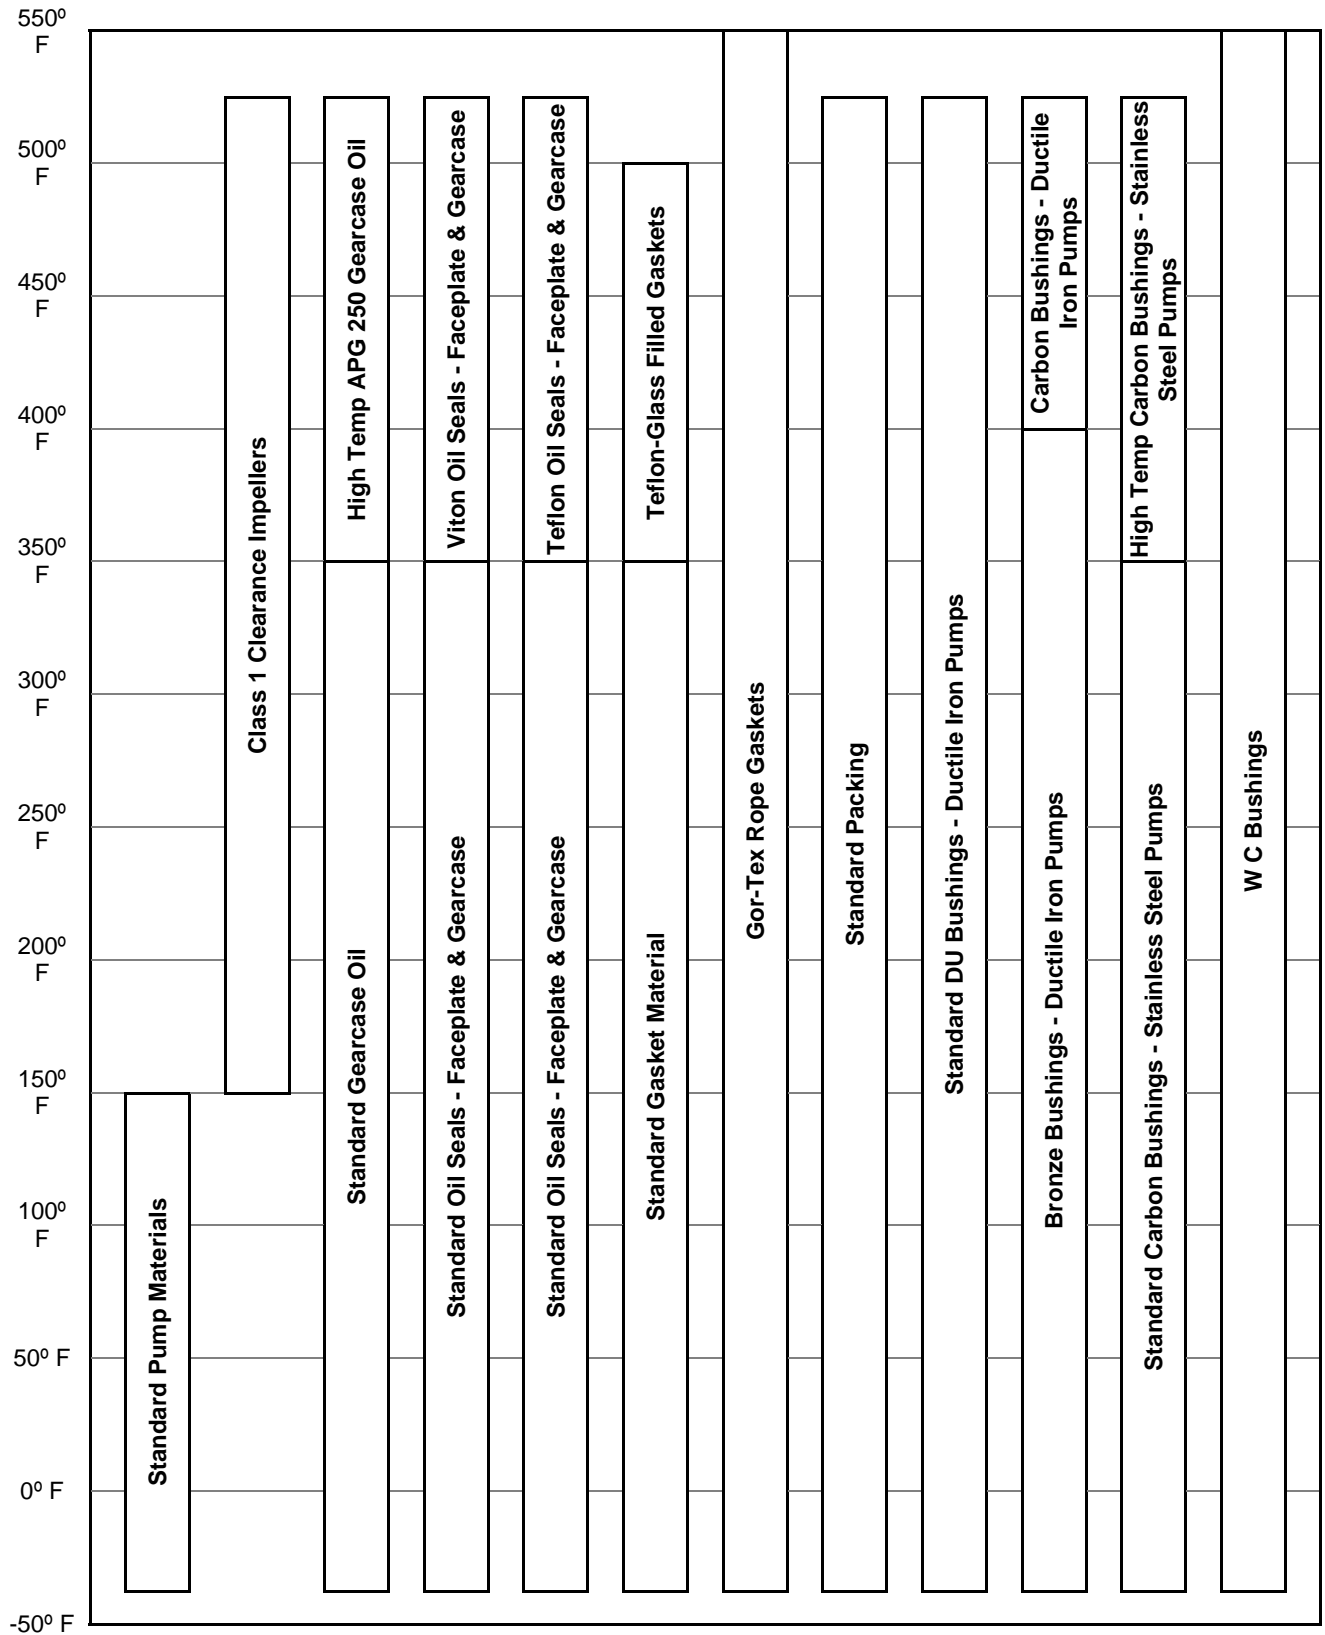 550º
F
500º
F
450º
F
400º
F
350º
F
300º
F
250º
F
200º
F
150º
F
100º
F
50º F
0º F
-50º F
Standard Pump Materials
Class 1 Clearance Impellers
High Temp APG 250 Gearcase Oil
Standard Gearcase Oil
Viton Oil Seals - Faceplate & Gearcase
Standard Oil Seals - Faceplate & Gearcase
Teflon Oil Seals - Faceplate & Gearcase
Standard Oil Seals - Faceplate & Gearcase
Teflon-Glass Filled Gaskets
Standard Gasket Material
Gor-Tex Rope Gaskets
Standard Packing
Standard DU Bushings - Ductile Iron Pumps
Carbon Bushings - Ductile
Iron Pumps
Bronze Bushings - Ductile Iron Pumps
High Temp Carbon Bushings - Stainless
Steel Pumps
Standard Carbon Bushings - Stainless Steel Pumps
W C Bushings